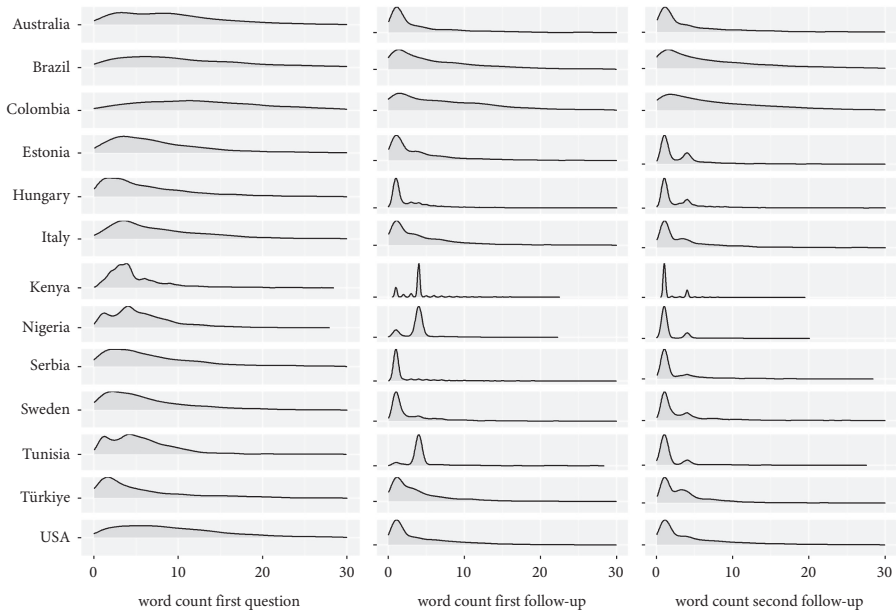 Australia
Brazil
Colombia
Estonia
Hungary
Italy
Kenya
Nigeria
Serbia
Sweden
Tunisia
Türkiye
USA
0 10 20 30 0 10 20 30 0 10 20 30
word count first question word count first follow-up word count second follow-up